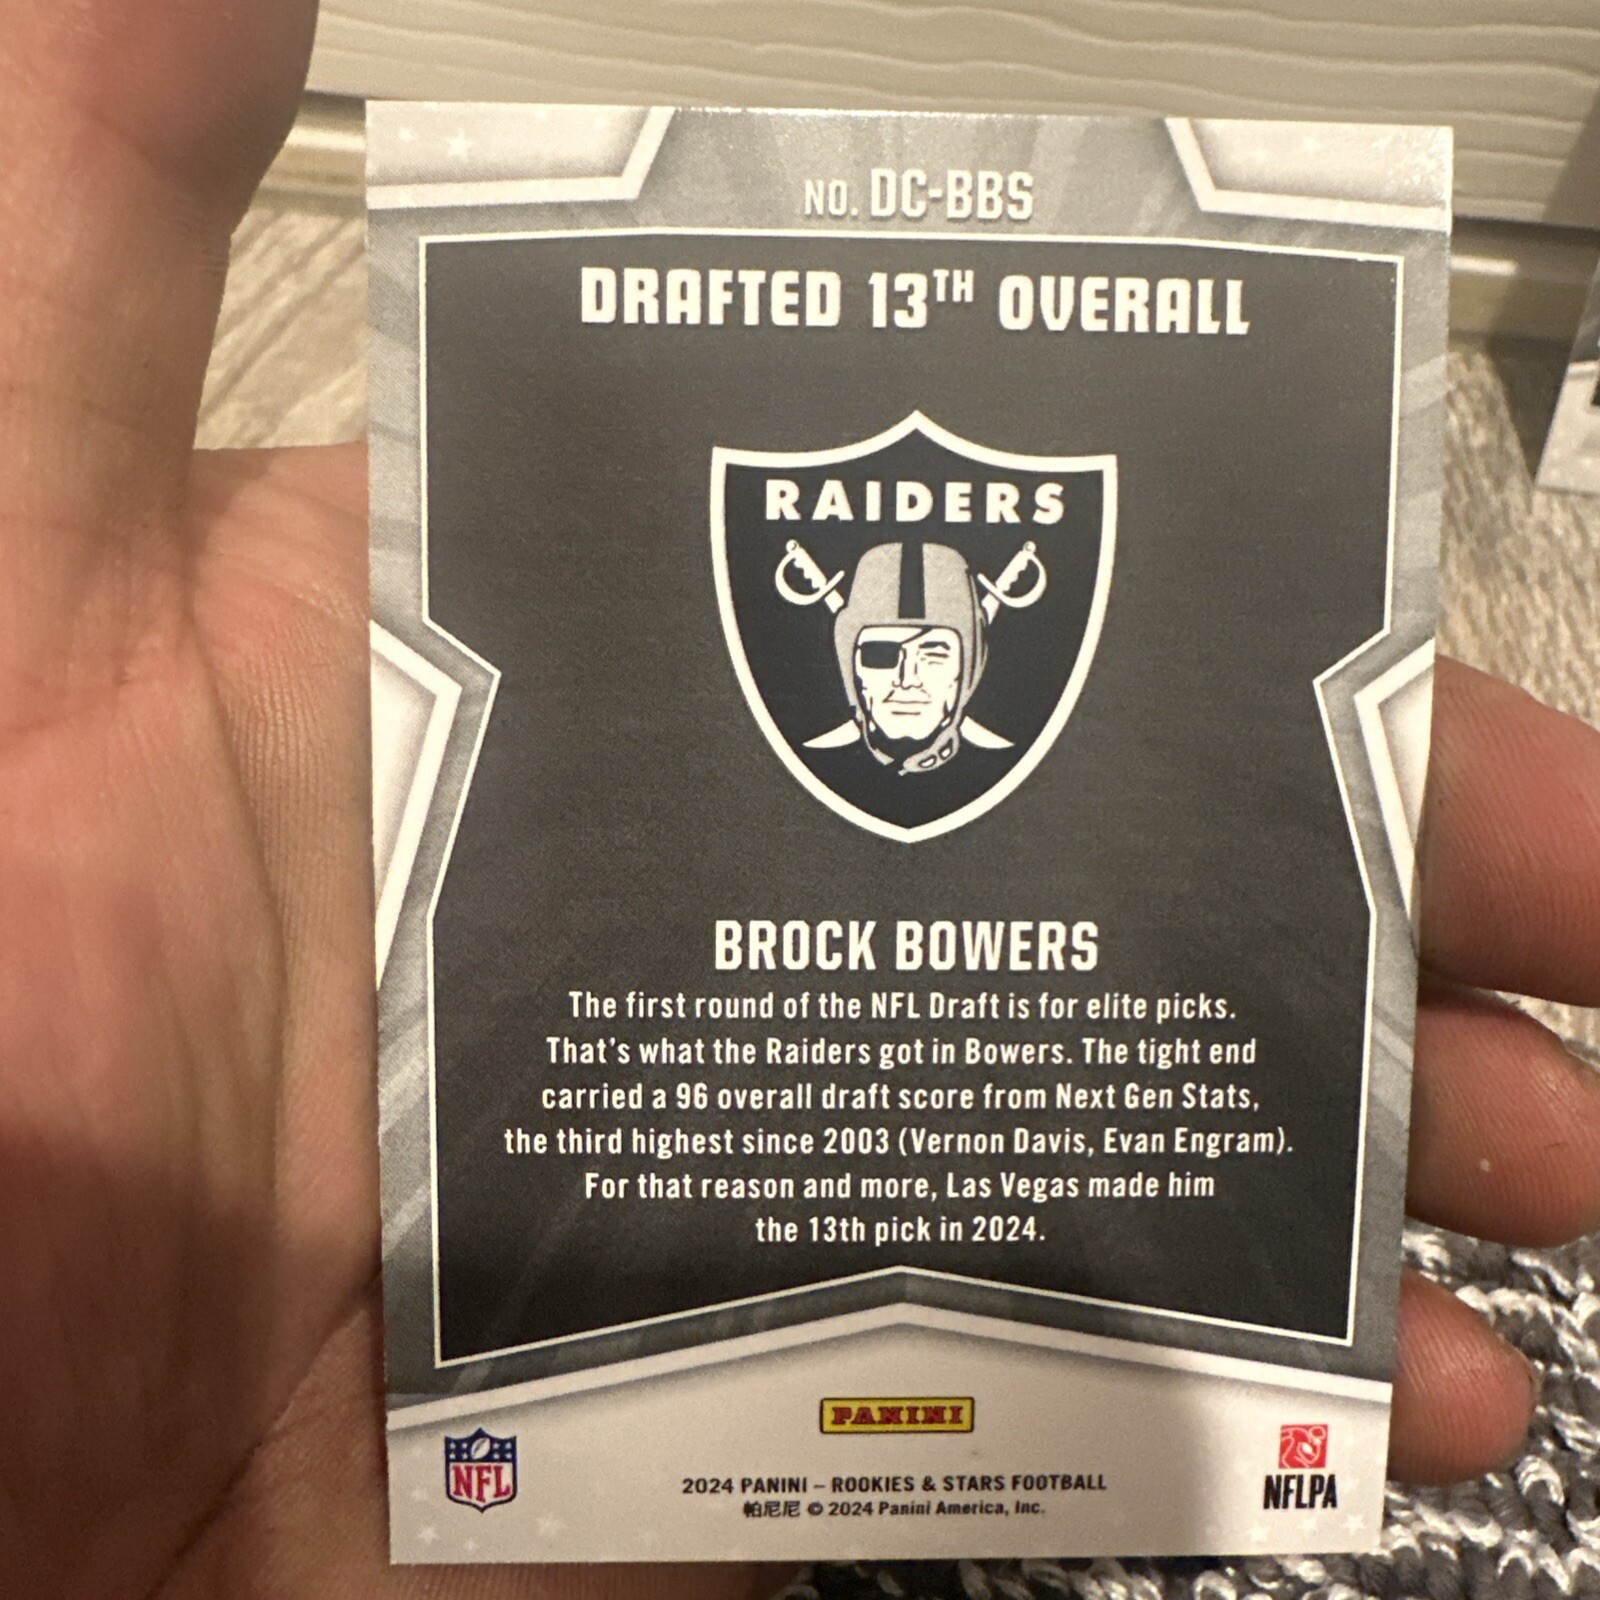 NO. DC-BBS
DRAFTED 13TH OVERALL
RAIDERS
BROCK BOWERS
The first round of the NFL Draft is for elite picks.
That's what the Raiders got in Bowers. The tight end
carried a 96 overall draft score from Next Gen Stats,
the third highest since 2003 (Vernon Davis, Evan Engram).
For that reason and more, Las Vegas made him
the 13th pick in 2024.
PANINI
NFL
2024 PANINI – ROOKIES & STARS FOOTBALL
帕尼尼 © 2024 Panini America, Inc.
NFLPA